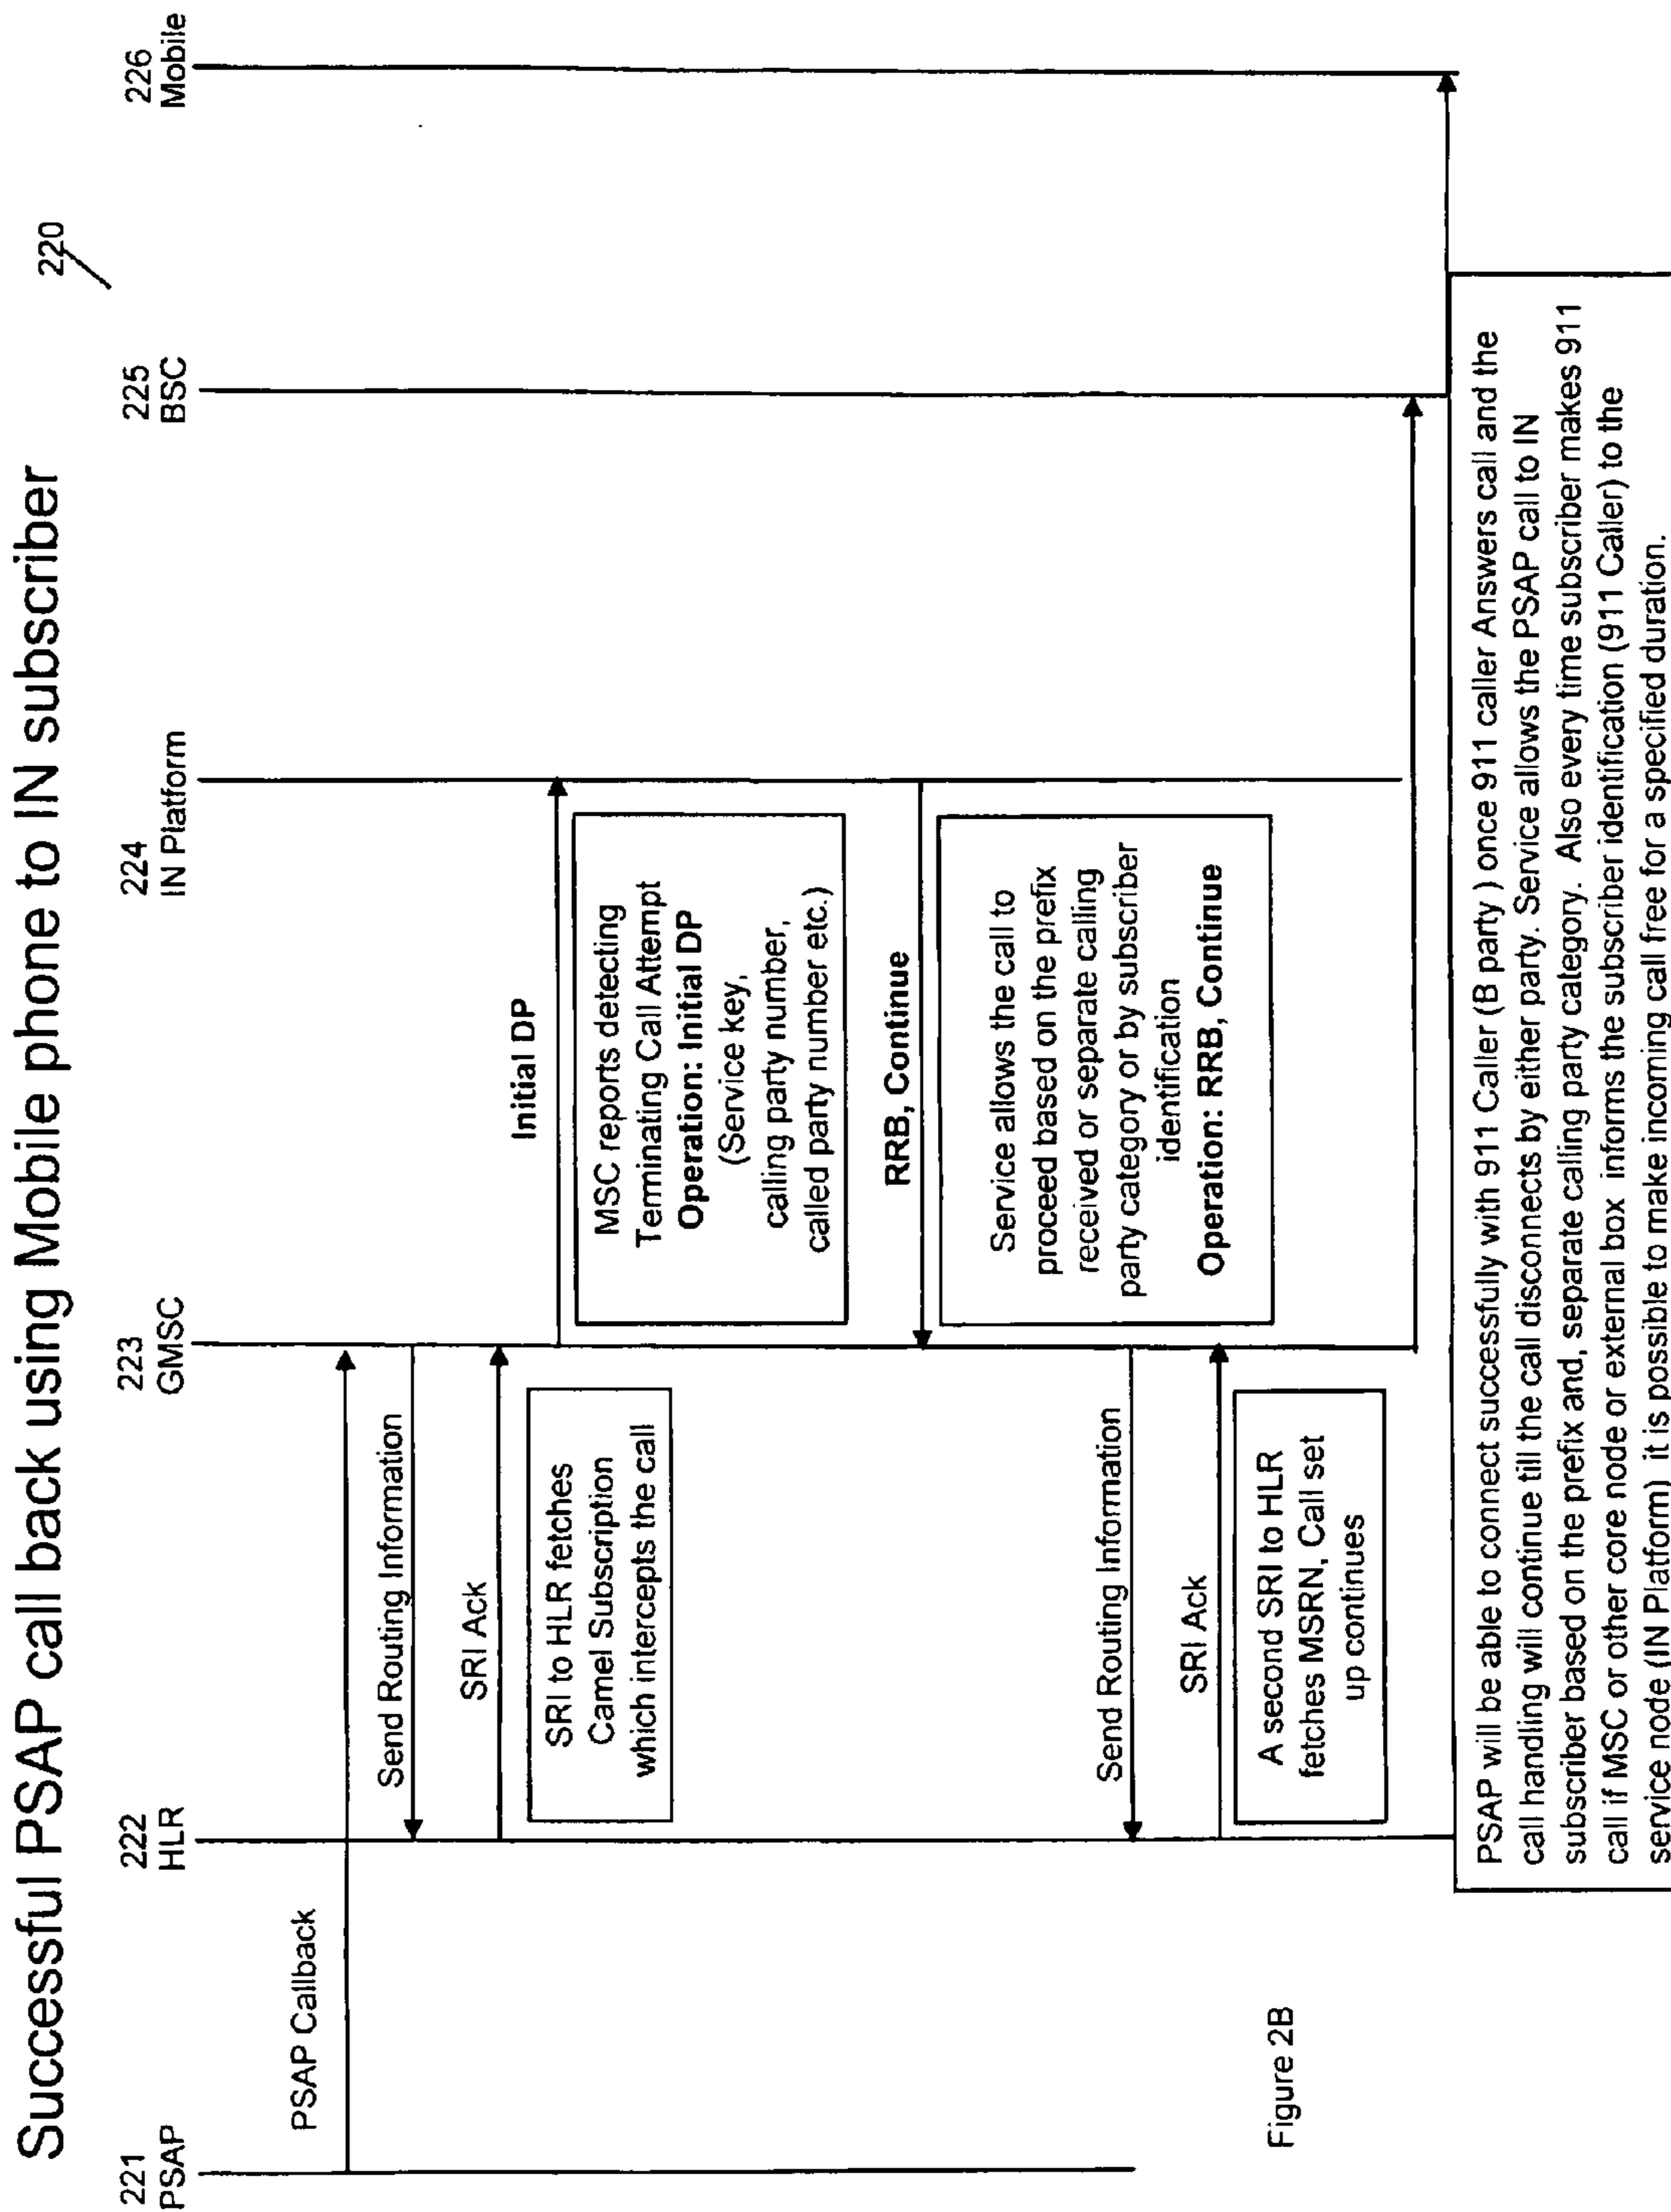 Successful PSAP call back using Mobile phone to IN subscriber
220
221
PSAP
222
HLR
223
GMSC
224
IN Platform
225
BSC
226
Mobile
PSAP Callback
Send Routing Information
SRI Ack
SRI to HLR fetches
Camel Subscription
which intercepts the call
Initial DP
MSC reports detecting
Terminating Call Attempt
Operation: Initial DP
(Service key,
calling party number,
called party number etc.)
RRB, Continue
Service allows the call to
proceed based on the prefix
received or separate calling
party category or by subscriber
identification
Operation: RRB, Continue
Send Routing Information
SRI Ack
A second SRI to HLR
fetches MSRN, Call set
up continues
PSAP will be able to connect successfully with 911 Caller (B party ) once 911 caller Answers call and the
call handling will continue till the call disconnects by either party. Service allows the PSAP call to IN
subscriber based on the prefix and, separate calling party category. Also every time subscriber makes 911
call if MSC or other core node or external box informs the subscriber identification (911 Caller) to the
service node (IN Platform) it is possible to make incoming call free for a specified duration.
Figure 2B